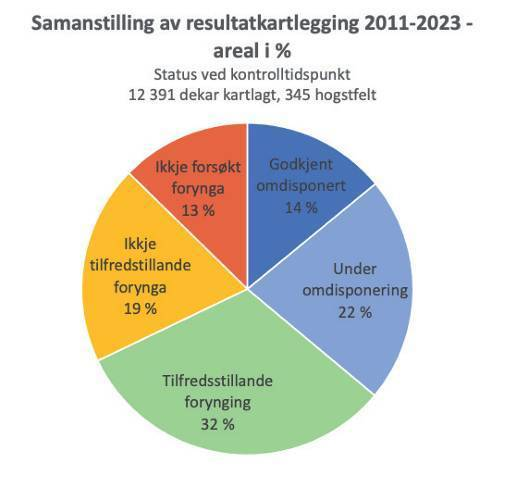 Samanstilling av resultatkartlegging 2011-2023 -
areal i %
Status ved kontrolltidspunkt
12 391 dekar kartlagt, 345 hogstfelt
Ikkje forsøkt
forynga
13 %
Godkjent
omdisponert
14 %
Ikkje
tilfredstillande
forynga
19 %
Under
omdisponering
22 %
Tilfredsstillande
forynging
32 %